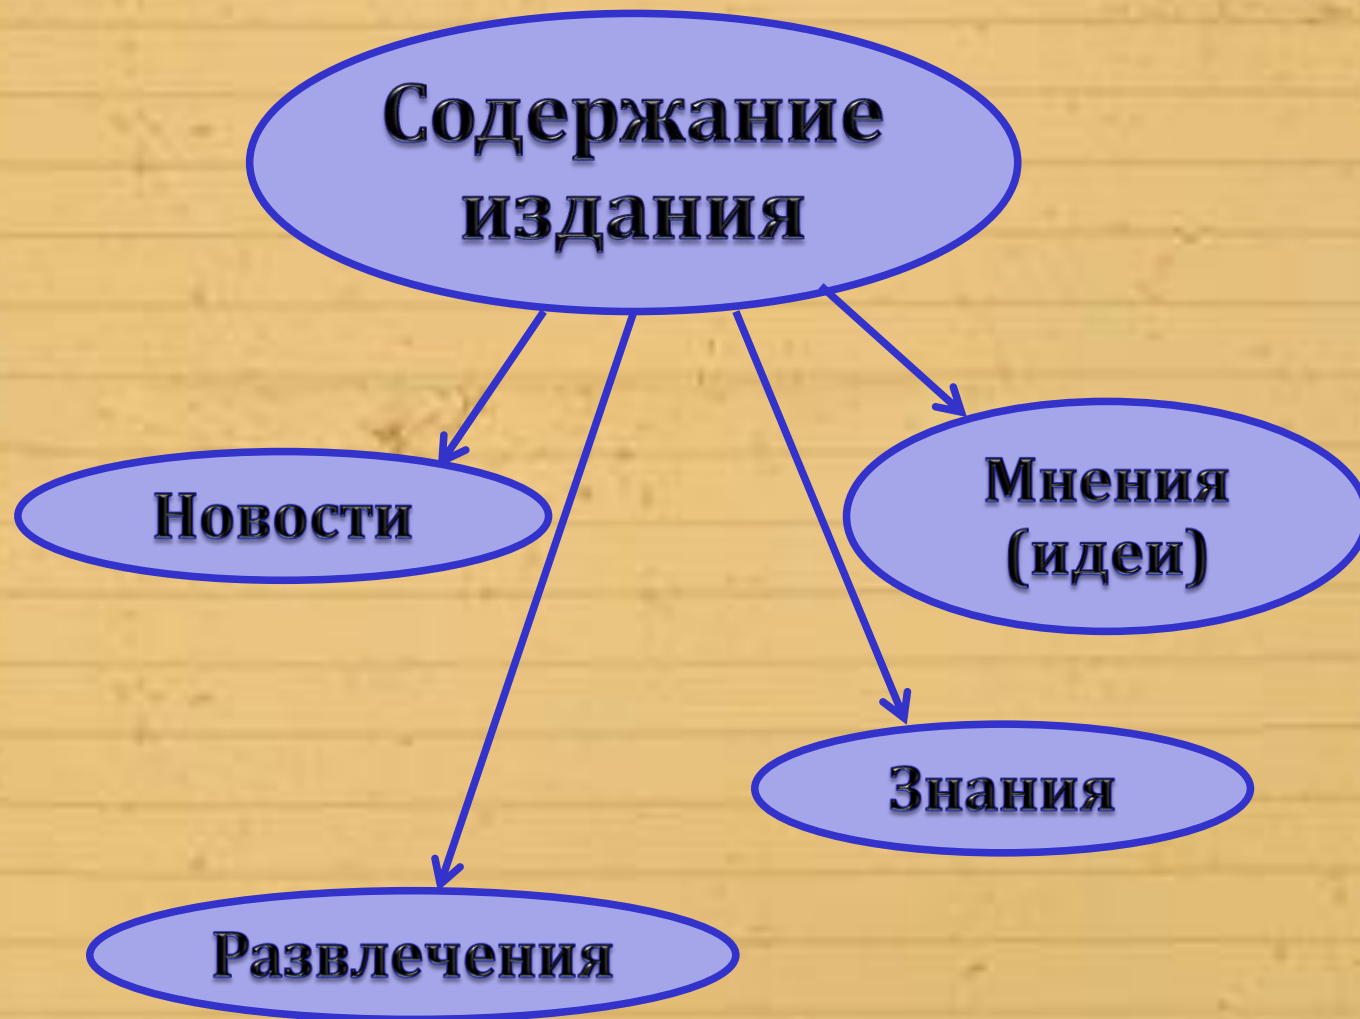 Содержание
издания
Новости
Мнения
(идеи)
Знания
Развлечения